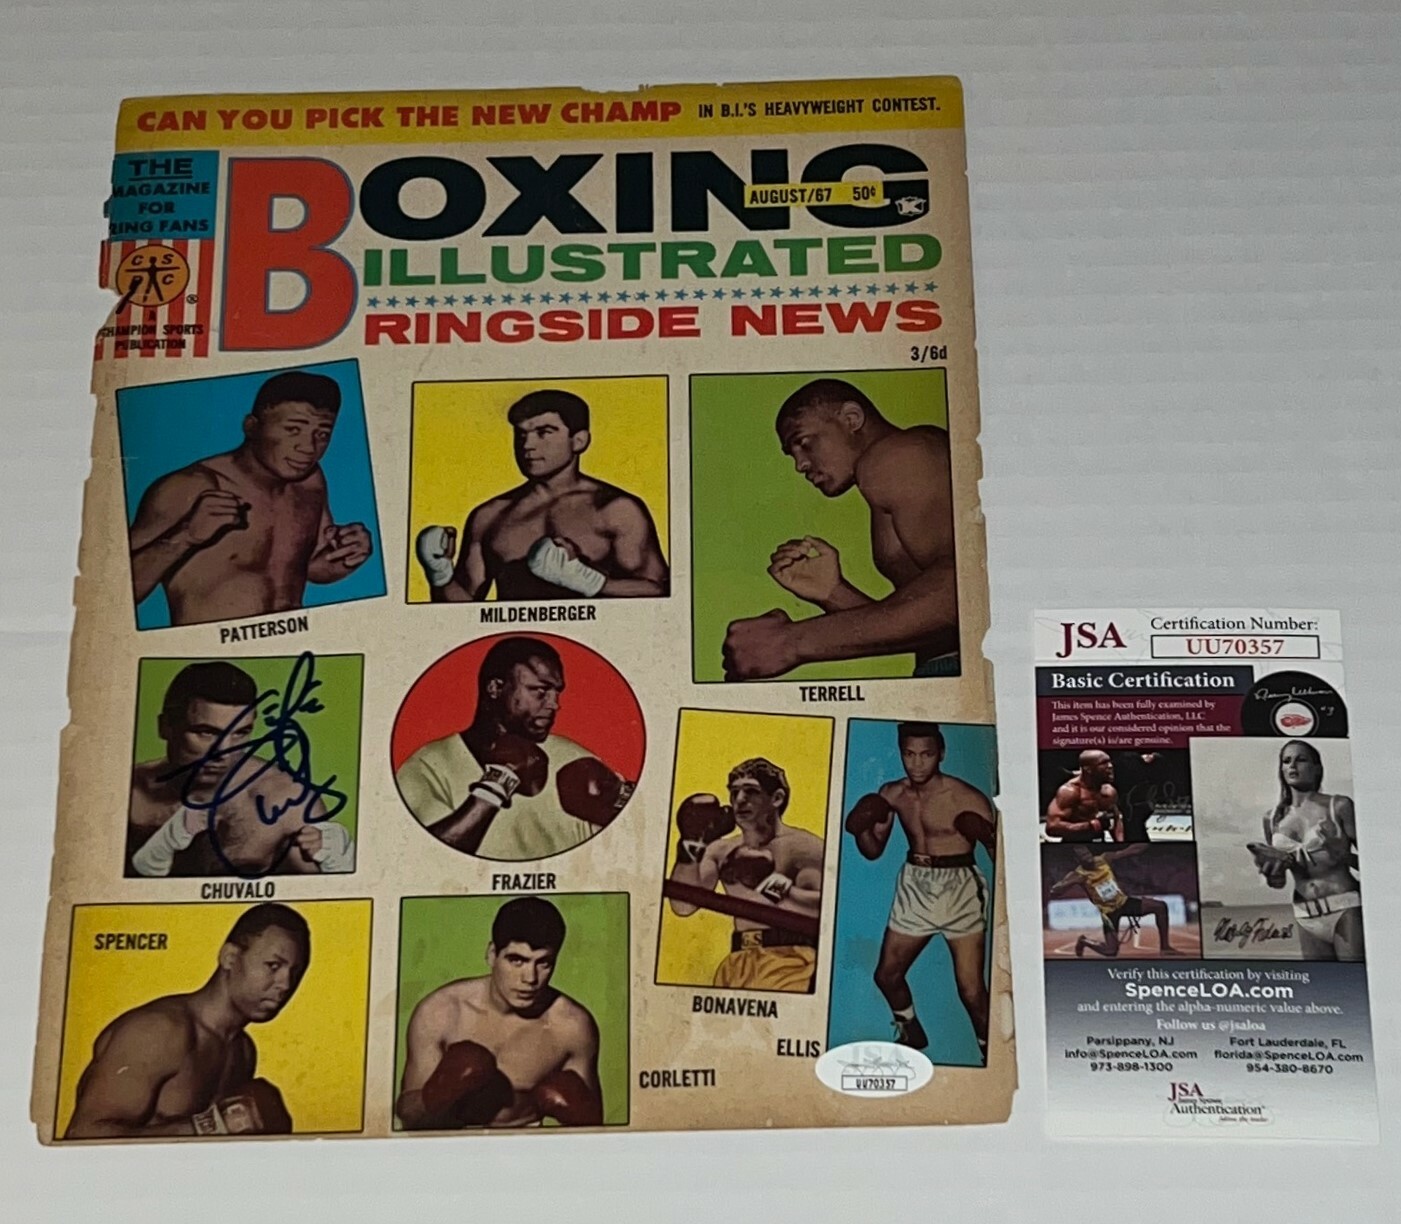 CAN YOU PICK THE NEW CHAMP IN B.I.'S HEAVYWEIGHT CONTEST.
THE
MAGAZINE
FOR
RING FANS
C S
P C
®
A
CHAMPION SPORTS
PUBLICATION
BOXING
AUGUST/67 50¢
ILLUSTRATED
RINGSIDE NEWS
3/6d
PATTERSON
MILDENBERGER
TERRELL
CHUVALO
FRAZIER
BONAVENA
ELLIS
SPENCER
CORLETTI
JSA
UU70357
JSA
Certification Number:
UU70357
Basic Certification
This item has been fully examined by
James Spence Authentication, LLC
and it is our considered opinion that the
signature(s) is/are genuine.
Verify this certification by visiting
SpenceLOA.com
and entering the alpha-numeric value above.
Follow us @jsaloa
Parsippany, NJ
info@SpenceLOA.com
973-898-1300
Fort Lauderdale, FL
florida@SpenceLOA.com
954-380-8670
JSA
James Spence
Authentication